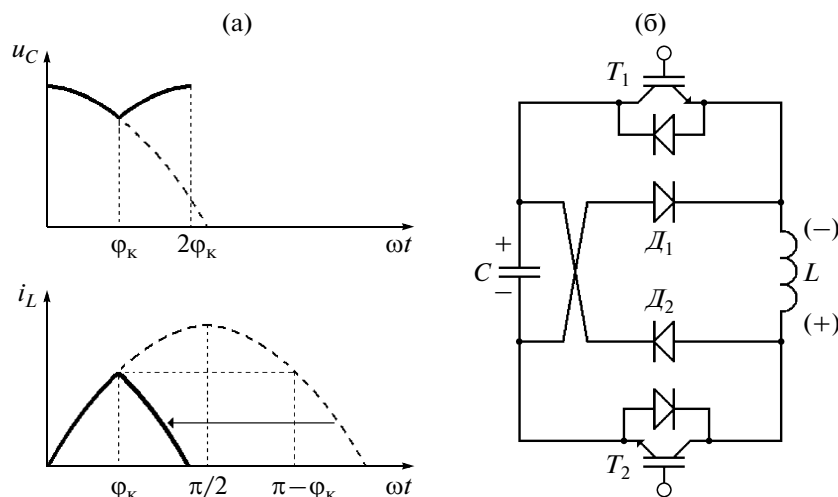 (а)
u_C
φ_к
2φ_к
ωt
i_L
φ_к
π/2
π−φ_к
ωt
(б)
T_1
Д_1
+
C
−
Д_2
(−)
L
(+)
T_2